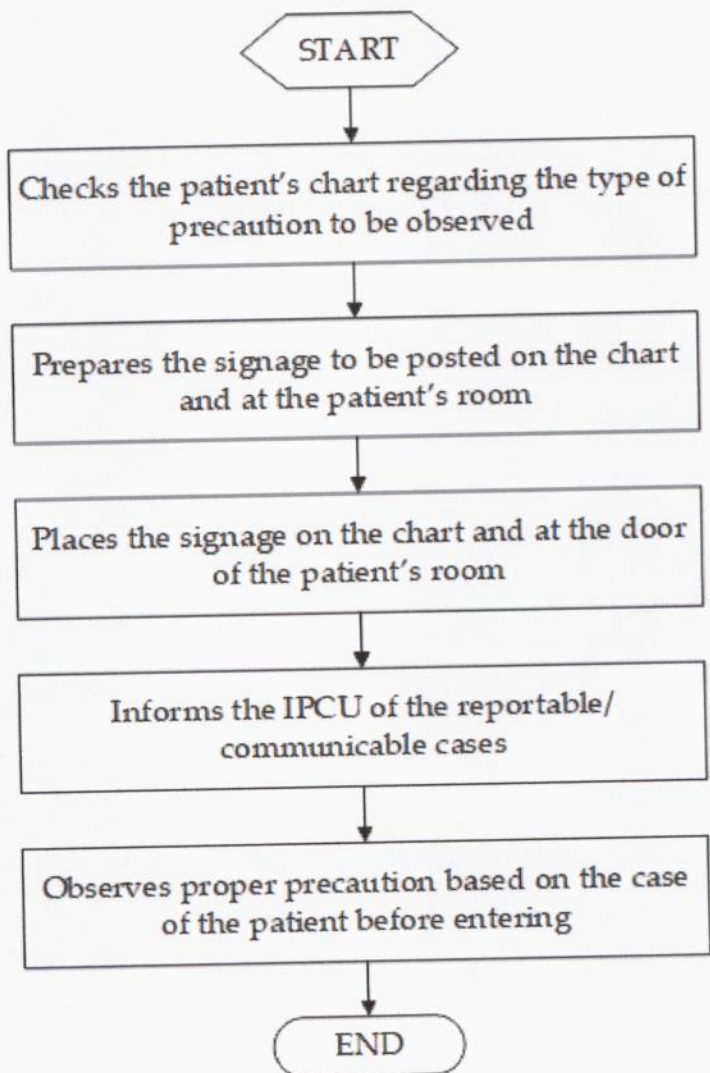 START
Checks the patient's chart regarding the type of
precaution to be observed
Prepares the signage to be posted on the chart
and at the patient's room
Places the signage on the chart and at the door
of the patient's room
Informs the IPCU of the reportable/
communicable cases
Observes proper precaution based on the case
of the patient before entering
END